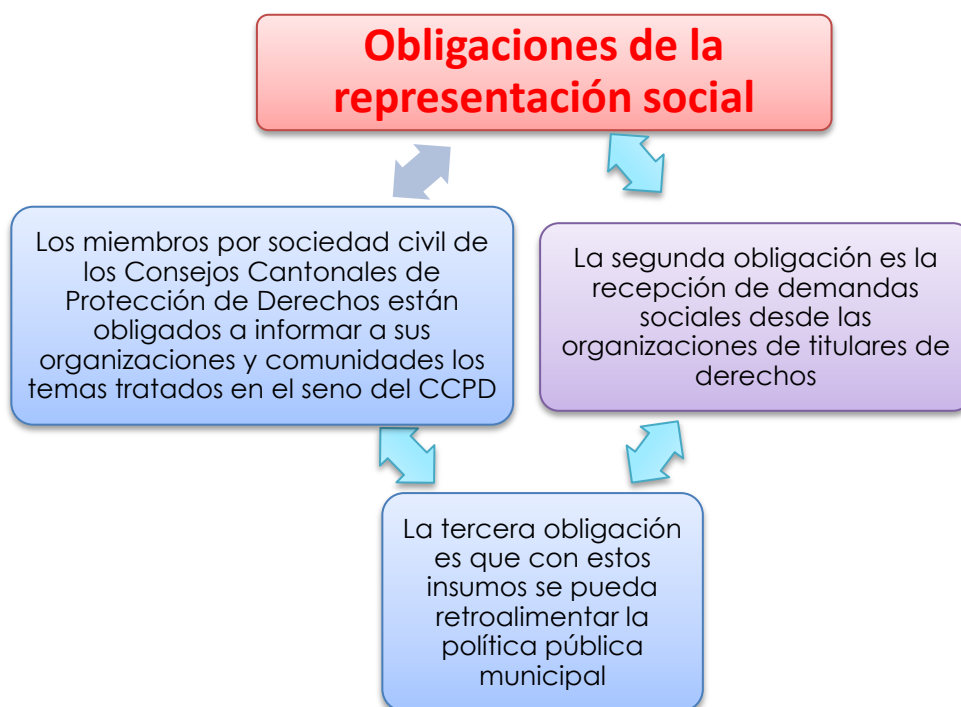 Obligaciones de la
representación social
Los miembros por sociedad civil de
los Consejos Cantonales de
Protección de Derechos están
obligados a informar a sus
organizaciones y comunidades los
temas tratados en el seno del CCPD
La segunda obligación es la
recepción de demandas
sociales desde las
organizaciones de titulares de
derechos
La tercera obligación
es que con estos
insumos se pueda
retroalimentar la
política pública
municipal